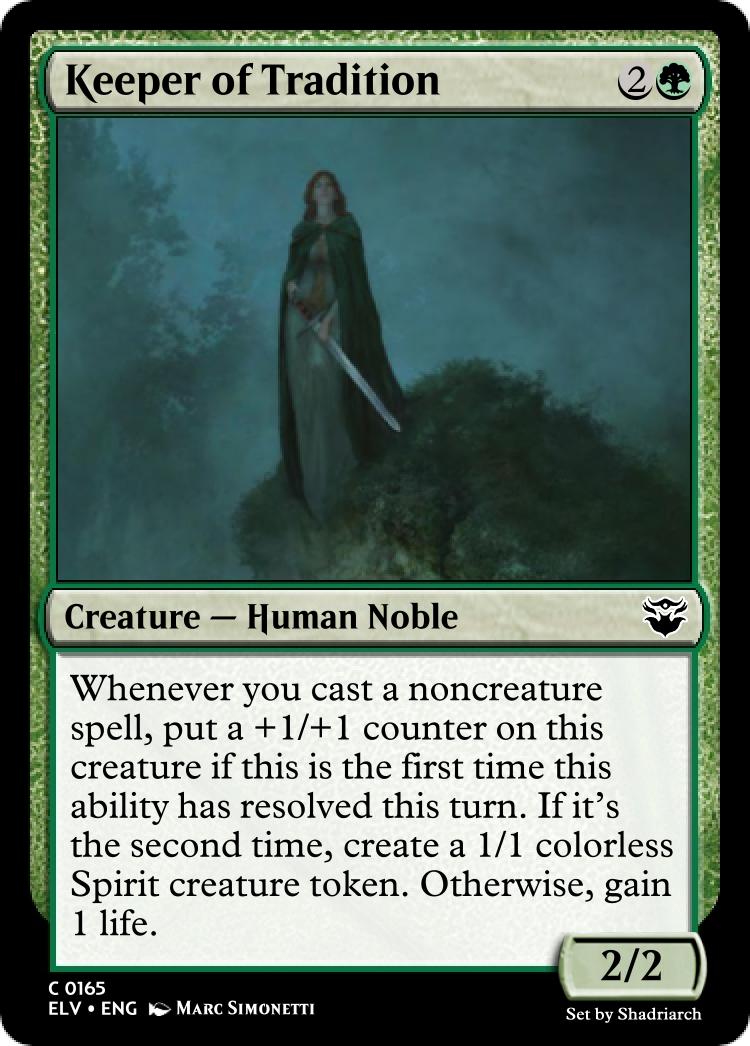 Keeper of Tradition 2
Creature — Human Noble
Whenever you cast a noncreature
spell, put a +1/+1 counter on this
creature if this is the first time this
ability has resolved this turn. If it's
the second time, create a 1/1 colorless
Spirit creature token. Otherwise, gain
1 life.
2/2
C 0165
ELV • ENG Marc Simonetti
Set by Shadriarch